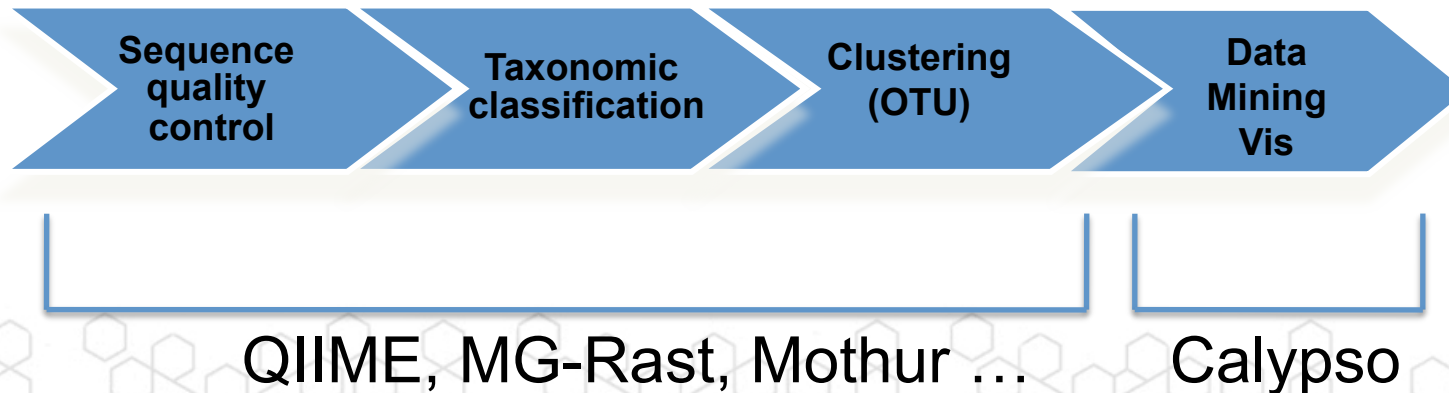 Sequence
quality
control
Taxonomic
classification
Clustering
(OTU)
Data
Mining
Vis
QIIME, MG-Rast, Mothur ...
Calypso